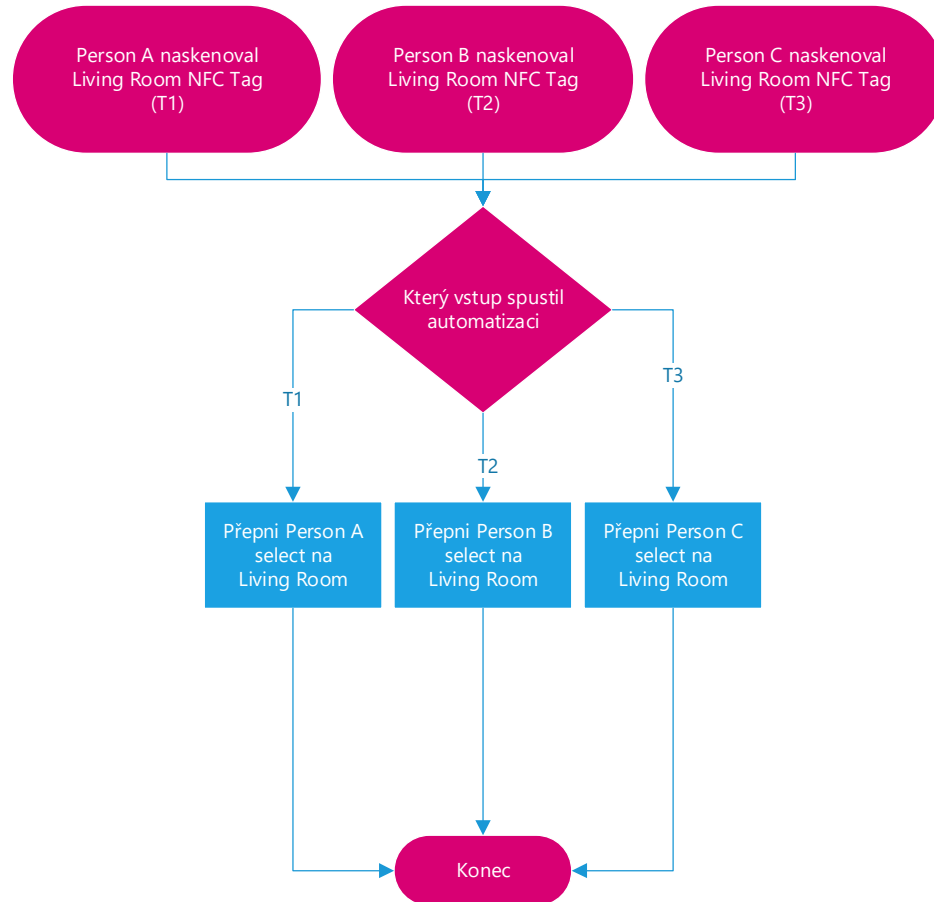 Person A naskenoval
Living Room NFC Tag
(T1)
Person B naskenoval
Living Room NFC Tag
(T2)
Person C naskenoval
Living Room NFC Tag
(T3)
Který vstup spustil
automatizaci
T1
T2
T3
Přepni Person A
select na
Living Room
Přepni Person B
select na
Living Room
Přepni Person C
select na
Living Room
Konec